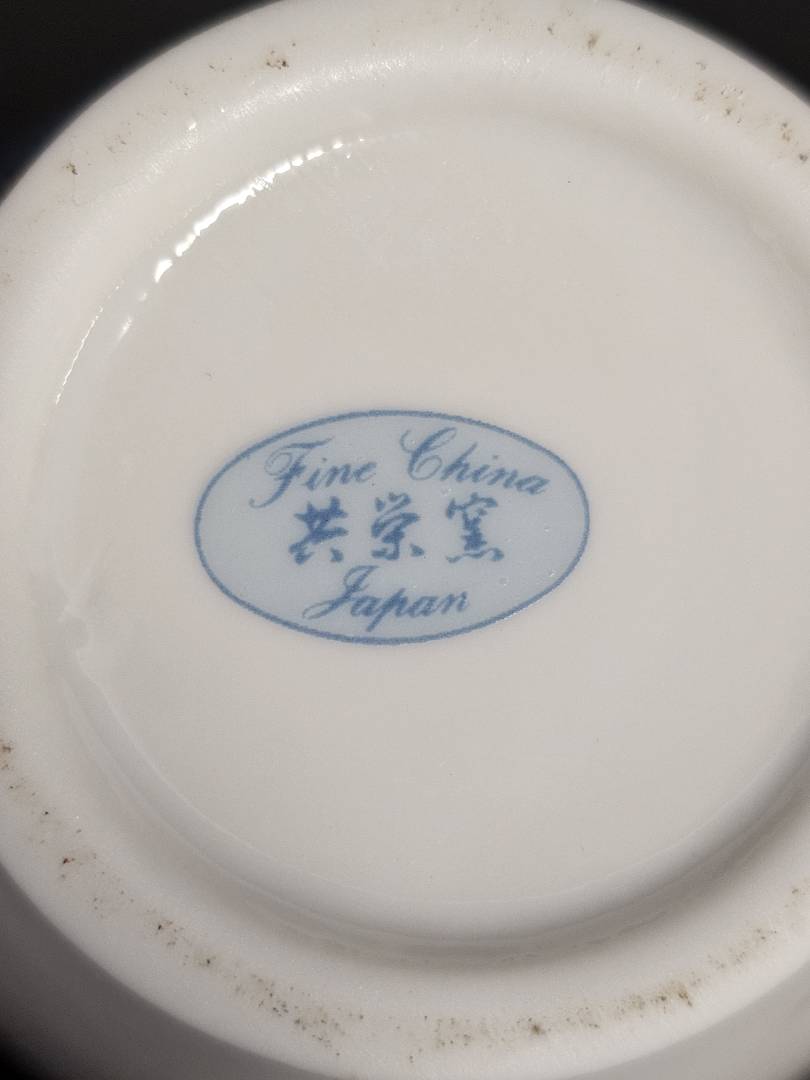 Fine China
共栄窯
Japan